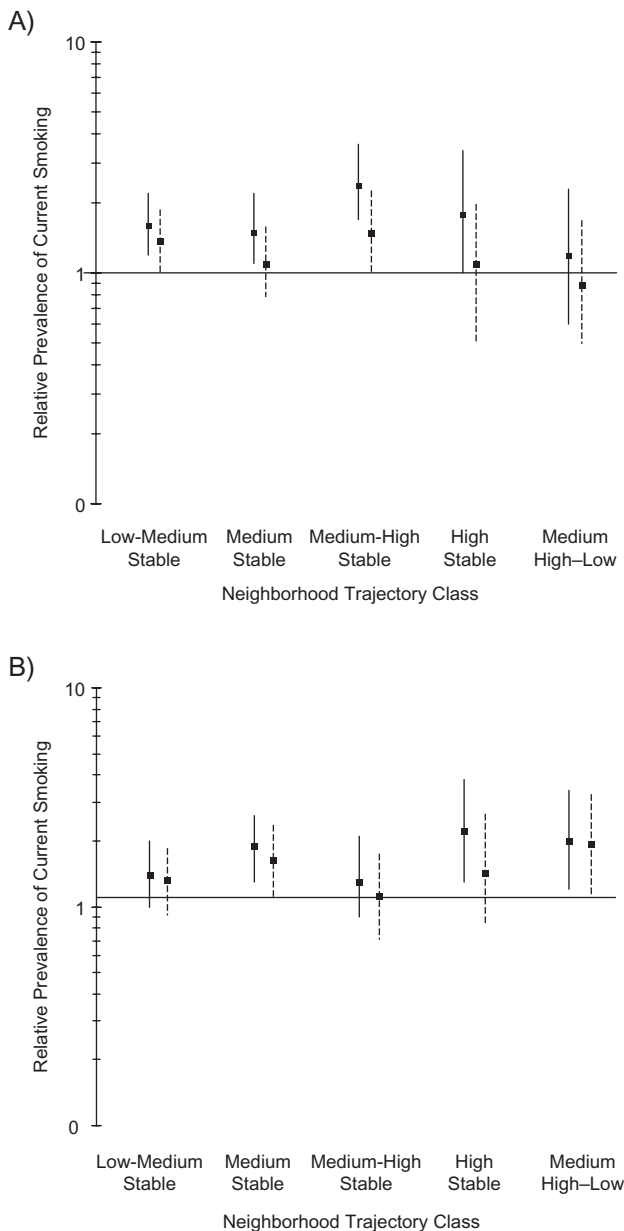 A)
10
1
0
Relative Prevalence of Current Smoking
Low-Medium Medium Medium-High High Medium
Stable Stable Stable Stable High–Low
Neighborhood Trajectory Class
B)
10
1
0
Relative Prevalence of Current Smoking
Low-Medium Medium Medium-High High Medium
Stable Stable Stable Stable High–Low
Neighborhood Trajectory Class